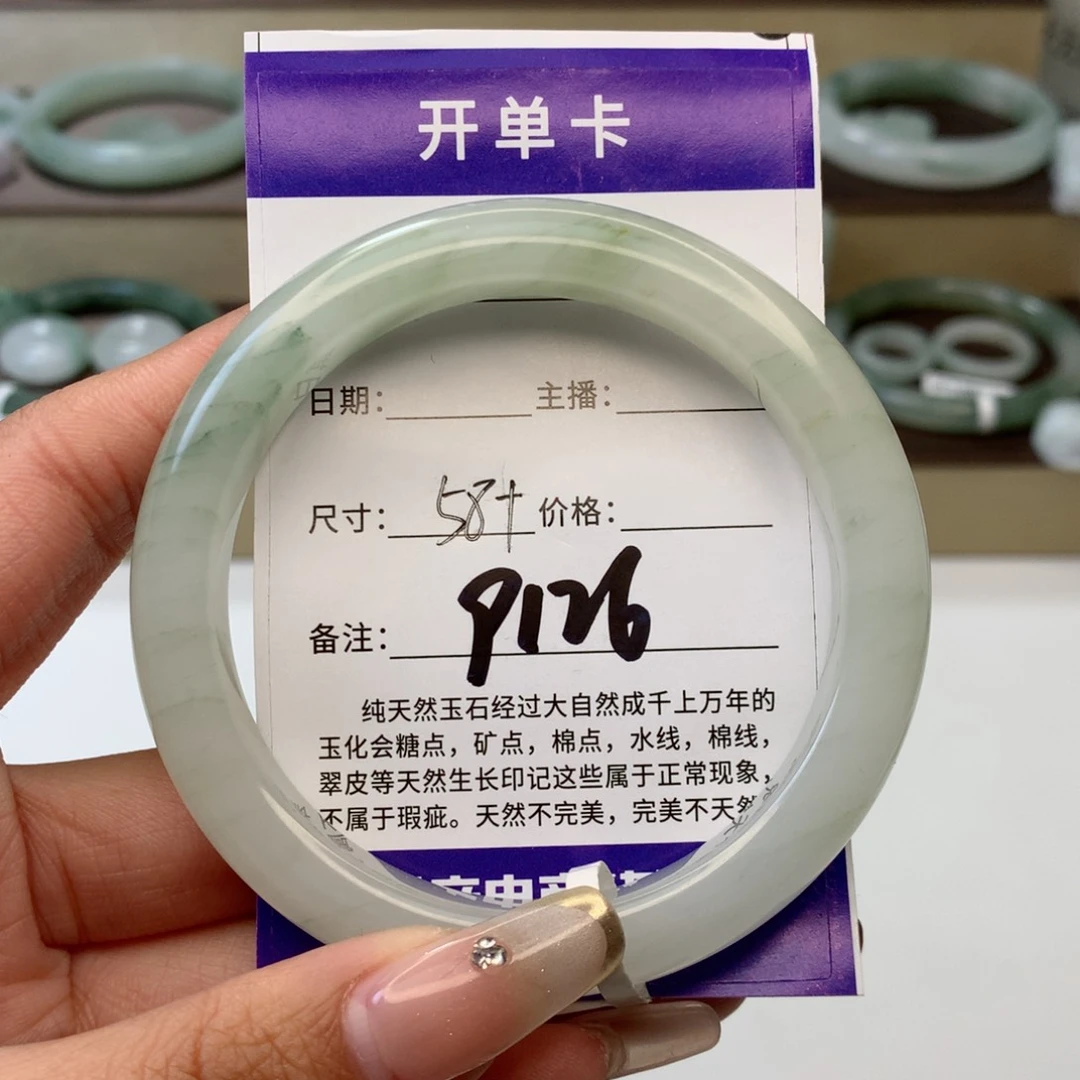 开单卡
日期： 主播：
尺寸： 58+ 价格：
备注： 9126
纯天然玉石经过大自然成千上万年的
玉化会糖点，矿点，棉点，水线，棉线，
翠皮等天然生长印记这些属于正常现象，
不属于瑕疵。天然不完美，完美不天然